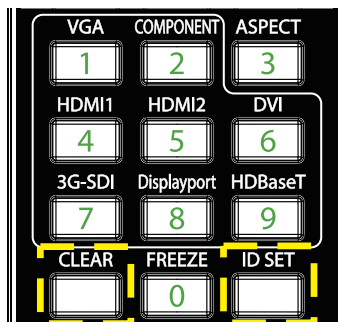 VGA COMPONENT ASPECT
1 2 3
HDMI1 HDMI2 DVI
4 5 6
3G-SDI Displayport HDBaseT
7 8 9
CLEAR FREEZE ID SET
0